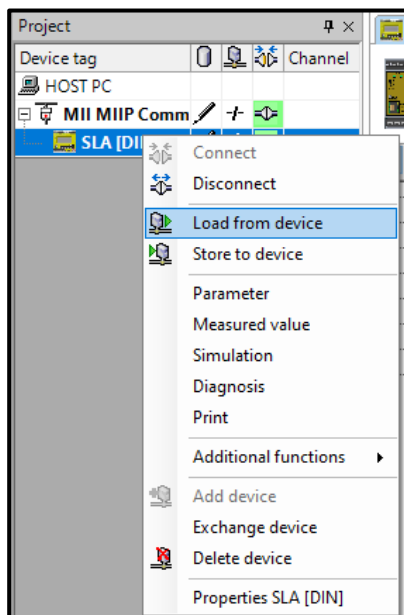 Project
Device tag
Channel
HOST PC
MII MIIP Comm
SLA [DI
Connect
Disconnect
Load from device
Store to device
Parameter
Measured value
Simulation
Diagnosis
Print
Additional functions
Add device
Exchange device
Delete device
Properties SLA [DIN]